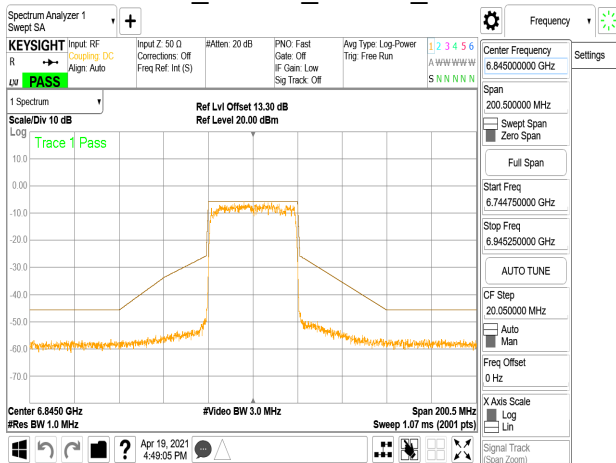 Spectrum Analyzer 1
Swept SA
Frequency
KEYSIGHT
R
LXI
PASS
Input: RF
Coupling: DC
Align: Auto
Input Z: 50 Ω
Corrections: Off
Freq Ref: Int (S)
#Atten: 20 dB
PNO: Fast
Gate: Off
IF Gain: Low
Sig Track: Off
Avg Type: Log-Power
Trig: Free Run
1 2 3 4 5 6
A W W W W W
S N N N N N
1 Spectrum
Scale/Div 10 dB
Ref Lvl Offset 13.30 dB
Ref Level 20.00 dBm
Log
Trace 1 Pass
10.0
0.00
-10.0
-20.0
-30.0
-40.0
-50.0
-60.0
-70.0
Center 6.8450 GHz
#Res BW 1.0 MHz
#Video BW 3.0 MHz
Span 200.5 MHz
Sweep 1.07 ms (2001 pts)
?
Apr 19, 2021
4:49:05 PM
Center Frequency
6.845000000 GHz
Settings
Span
200.500000 MHz
Swept Span
Zero Span
Full Span
Start Freq
6.744750000 GHz
Stop Freq
6.945250000 GHz
AUTO TUNE
CF Step
20.050000 MHz
Auto
Man
Freq Offset
0 Hz
X Axis Scale
Log
Lin
Signal Track
(Span Zoom)